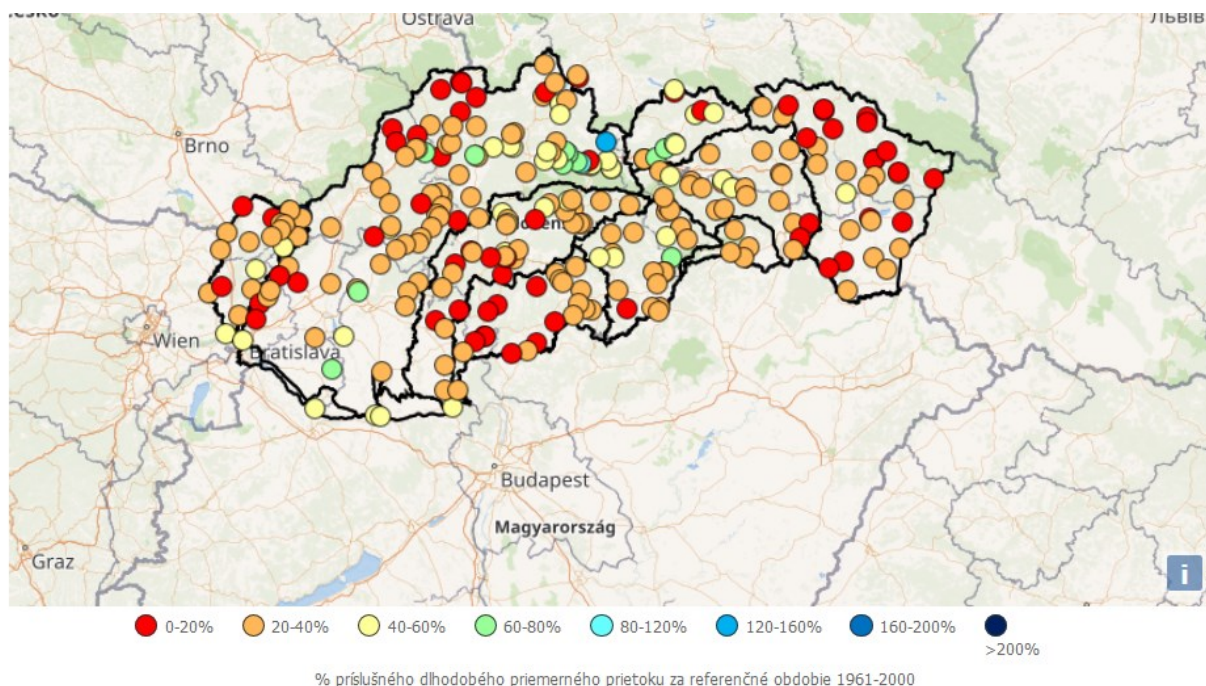 Ostrava
Львів
Brno
Wien
Bratislava
Budapest
Magyarország
Graz
i
0-20%
20-40%
40-60%
60-80%
80-120%
120-160%
160-200%
>200%
% príslušného dlhodobého priemerného prietoku za referenčné obdobie 1961-2000